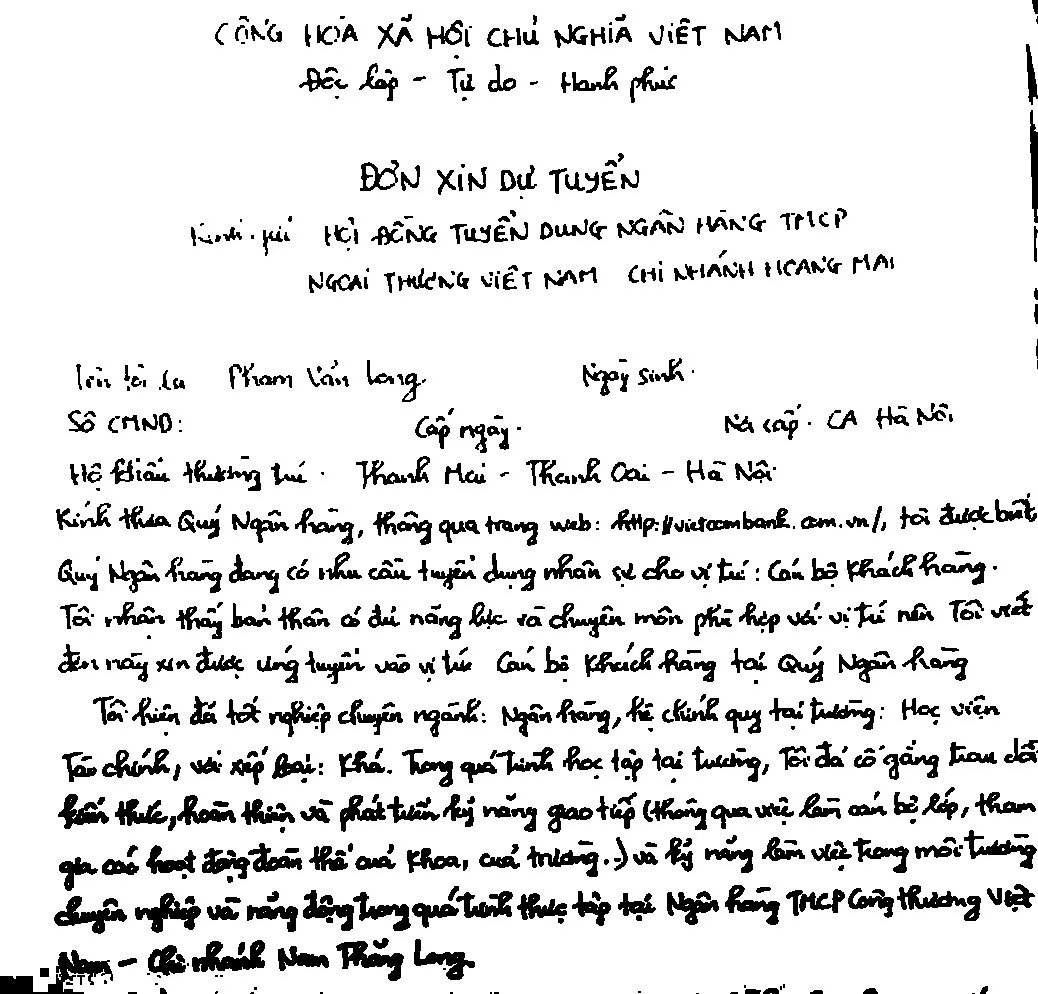 CỘNG HÒA XÃ HỘI CHỦ NGHĨA VIỆT NAM
Độc lập - Tự do - Hạnh phúc
ĐƠN XIN DỰ TUYỂN
Kính gửi HỘI ĐỒNG TUYỂN DỤNG NGÂN HÀNG TMCP
NGOẠI THƯƠNG VIỆT NAM CHI NHÁNH HOÀNG MAI
Tên tôi là Phạm Văn Long Ngày sinh
Số CMND: Cấp ngày. Nơi cấp. CA Hà Nội
Hộ khẩu thường trú. Thanh Mai - Thanh Oai - Hà Nội
Kính thưa Quý Ngân hàng, thông qua trang web: http://vietcombank.com.vn/, tôi được biết
Quý Ngân hàng đang có nhu cầu tuyển dụng nhân sự cho vị trí: Cán bộ Khách hàng.
Tôi nhận thấy bản thân có đủ năng lực và chuyên môn phù hợp với vị trí nên Tôi viết
đơn này xin được ứng tuyển vào vị trí Cán bộ Khách hàng tại Quý Ngân hàng
Tôi hiện đã tốt nghiệp chuyên ngành: Ngân hàng, hệ chính quy tại trường: Học viện
Tài chính, với xếp loại: Khá. Trong quá trình học tập tại trường, Tôi đã cố gắng trau dồi
kiến thức, hoàn thiện và phát triển kỹ năng giao tiếp (thông qua việc làm cán bộ lớp, tham
gia các hoạt động đoàn thể của khoa, của trường..) và kỹ năng làm việc trong môi trường
chuyên nghiệp và năng động trong quá trình thực tập tại Ngân hàng TMCP Công thương Việt
Nam - Chi nhánh Nam Thăng Long.